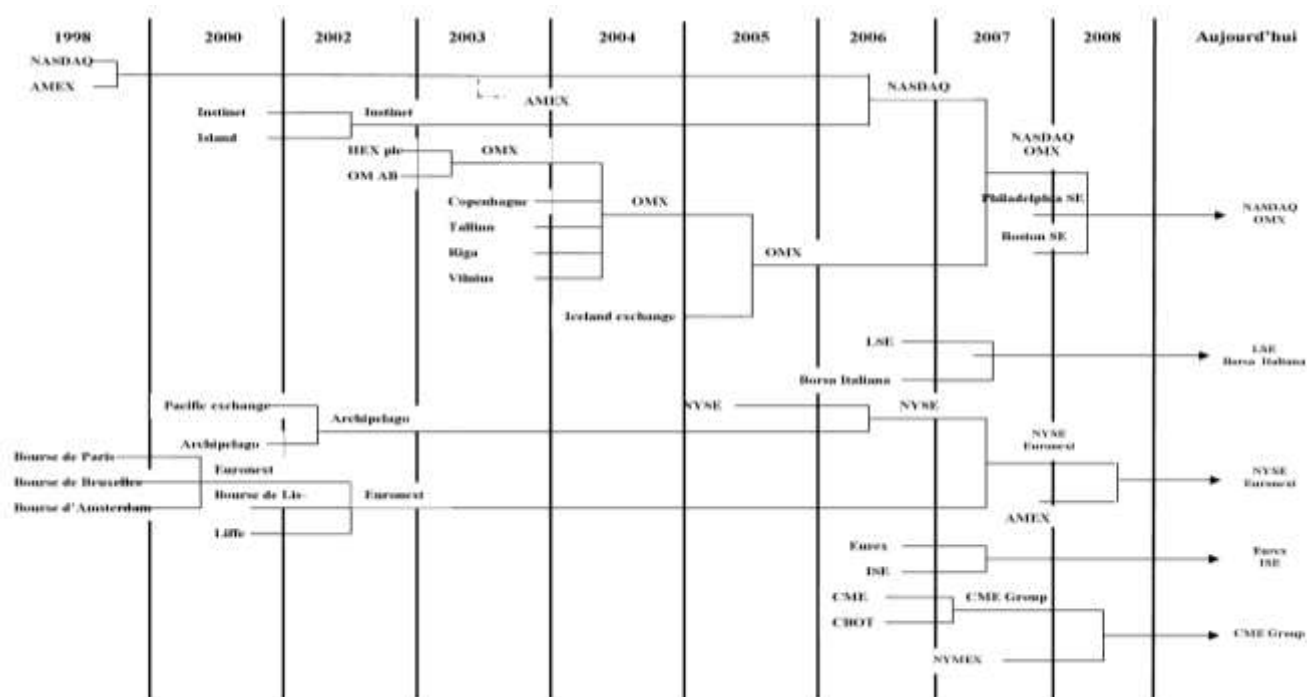 1998 2000 2002 2003 2004 2005 2006 2007 2008 Aujourd'hui
NASDAQ
AMEX
NASDAQ
AMEX
Instinet
Instinet
Island
NASDAQ
OMX
HEX plc
OMX
OM AB
Copenhague
OMX
Philadelphia SE
NASDAQ
OMX
Tallinn
Boston SE
Riga
OMX
Vilnius
Iceland exchange
LSE
LSE
Borsa Italiana
Borsa Italiana
Pacific exchange
NYSE
NYSE
Archipelago
Archipelago
NYSE
Euronext
Bourse de Paris
Euronext
NYSE
Euronext
Bourse de Bruxelles
Bourse de Lis-
Euronext
Bourse d'Amsterdam
AMEX
Liffe
Eurex
Eurex
ISE
ISE
CME
CME Group
CBOT
CME Group
NYMEX